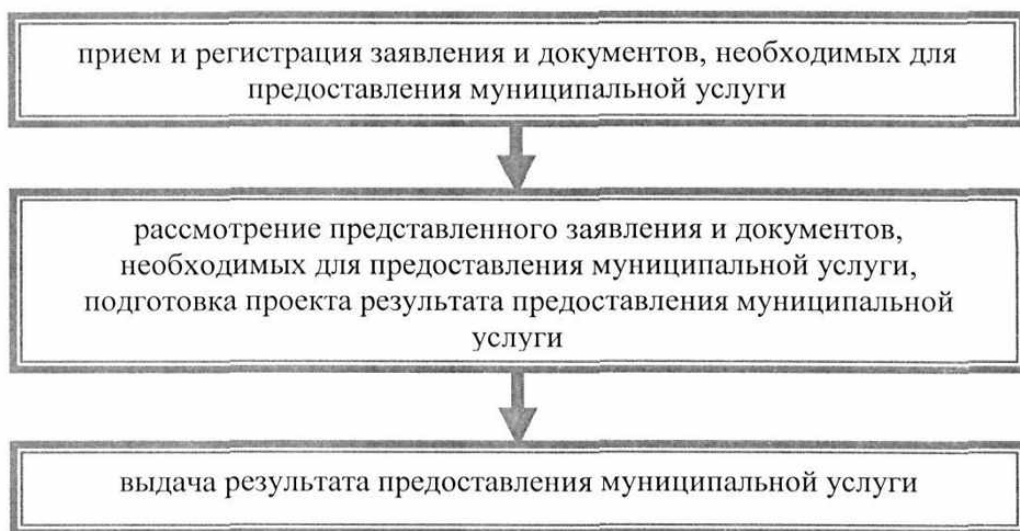 прием и регистрация заявления и документов, необходимых для
предоставления муниципальной услуги
рассмотрение представленного заявления и документов,
необходимых для предоставления муниципальной услуги,
подготовка проекта результата предоставления муниципальной
услуги
выдача результата предоставления муниципальной услуги